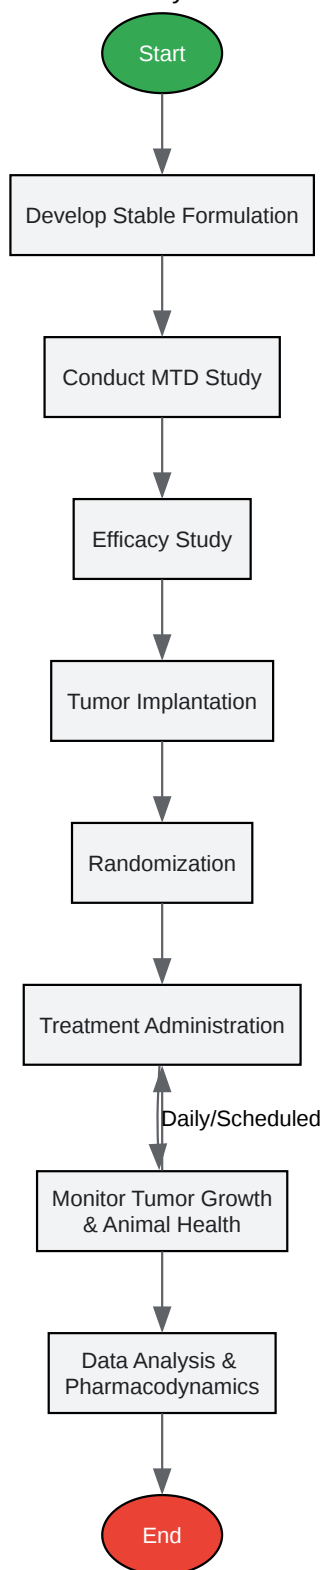 Start
Develop Stable Formulation
Conduct MTD Study
Efficacy Study
Tumor Implantation
Randomization
Treatment Administration
Daily/Scheduled
Monitor Tumor Growth
& Animal Health
Data Analysis &
Pharmacodynamics
End